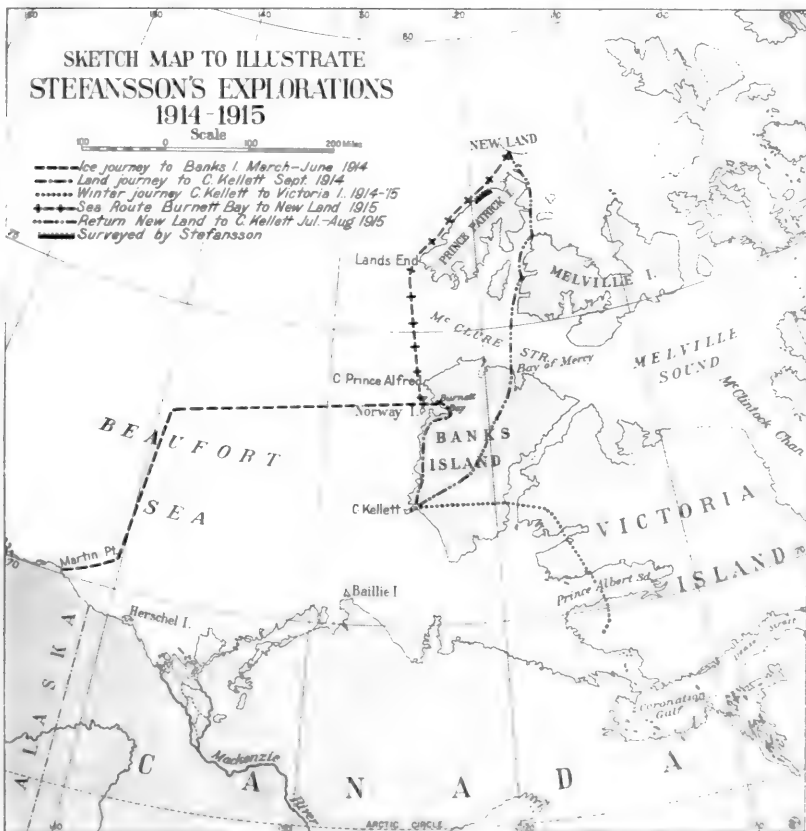 SKETCH MAP TO ILLUSTRATE
STEFANSSON'S EXPLORATIONS
1914-1915
Scale
100 0 100 200 Miles
Ice journey to Banks I. March-June 1914
Land journey to C. Kellett Sept. 1914
Winter journey C. Kellett to Victoria I. 1914-'15
Sea Route Burnett Bay to New Land 1915
Return New Land to C. Kellett Jul.-Aug 1915
Surveyed by Stefansson
NEW LAND
PRINCE PATRICK I.
Lands End
MELVILLE I.
Mc CLURE STR.
Bay of Mercy
MELVILLE
SOUND
McClintock Chan
C. Prince Alfred
Burnett
Bay
Norway I.
BANKS
ISLAND
BEAUFORT
SEA
C Kellett
VICTORIA
ISLAND
Prince Albert Sd.
Martin Pt.
70
Herschel I.
Baillie I
Coronation
Gulf
ALASKA
Mackenzie
River
CANADA
ARCTIC CIRCLE